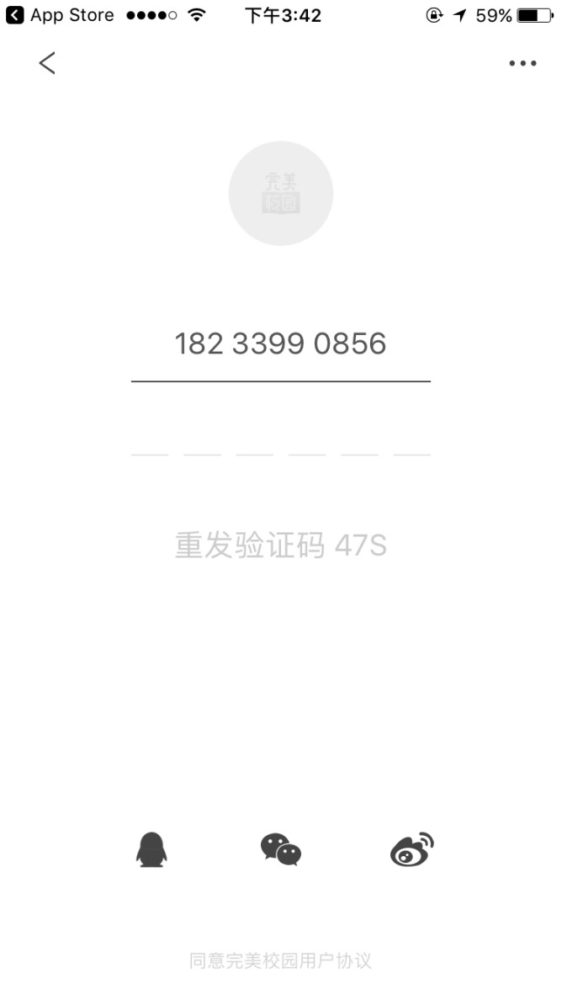 App Store 下午3:42 59%
完美
校园
182 3399 0856
重发验证码 47S
同意完美校园用户协议